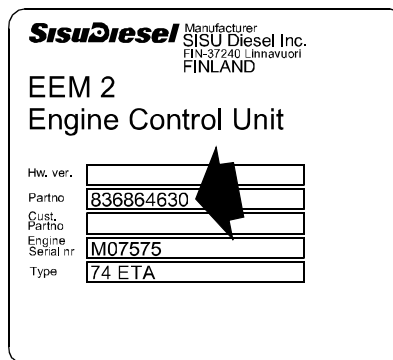 SisuDiesel
Manufacturer
SISU Diesel Inc.
FIN-37240 Linnavuori
FINLAND
EEM 2
Engine Control Unit
Hw. ver.
Partno 836864630
Cust. Partno
Engine Serial nr M07575
Type 74 ETA